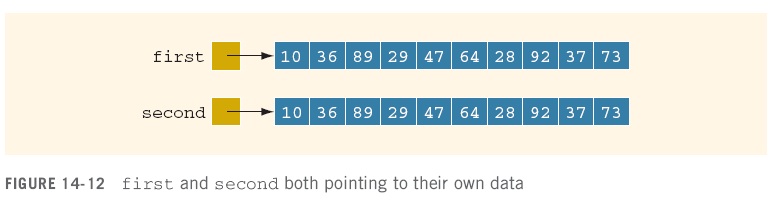 first 10 36 89 29 47 64 28 92 37 73
second 10 36 89 29 47 64 28 92 37 73
FIGURE 14-12 first and second both pointing to their own data